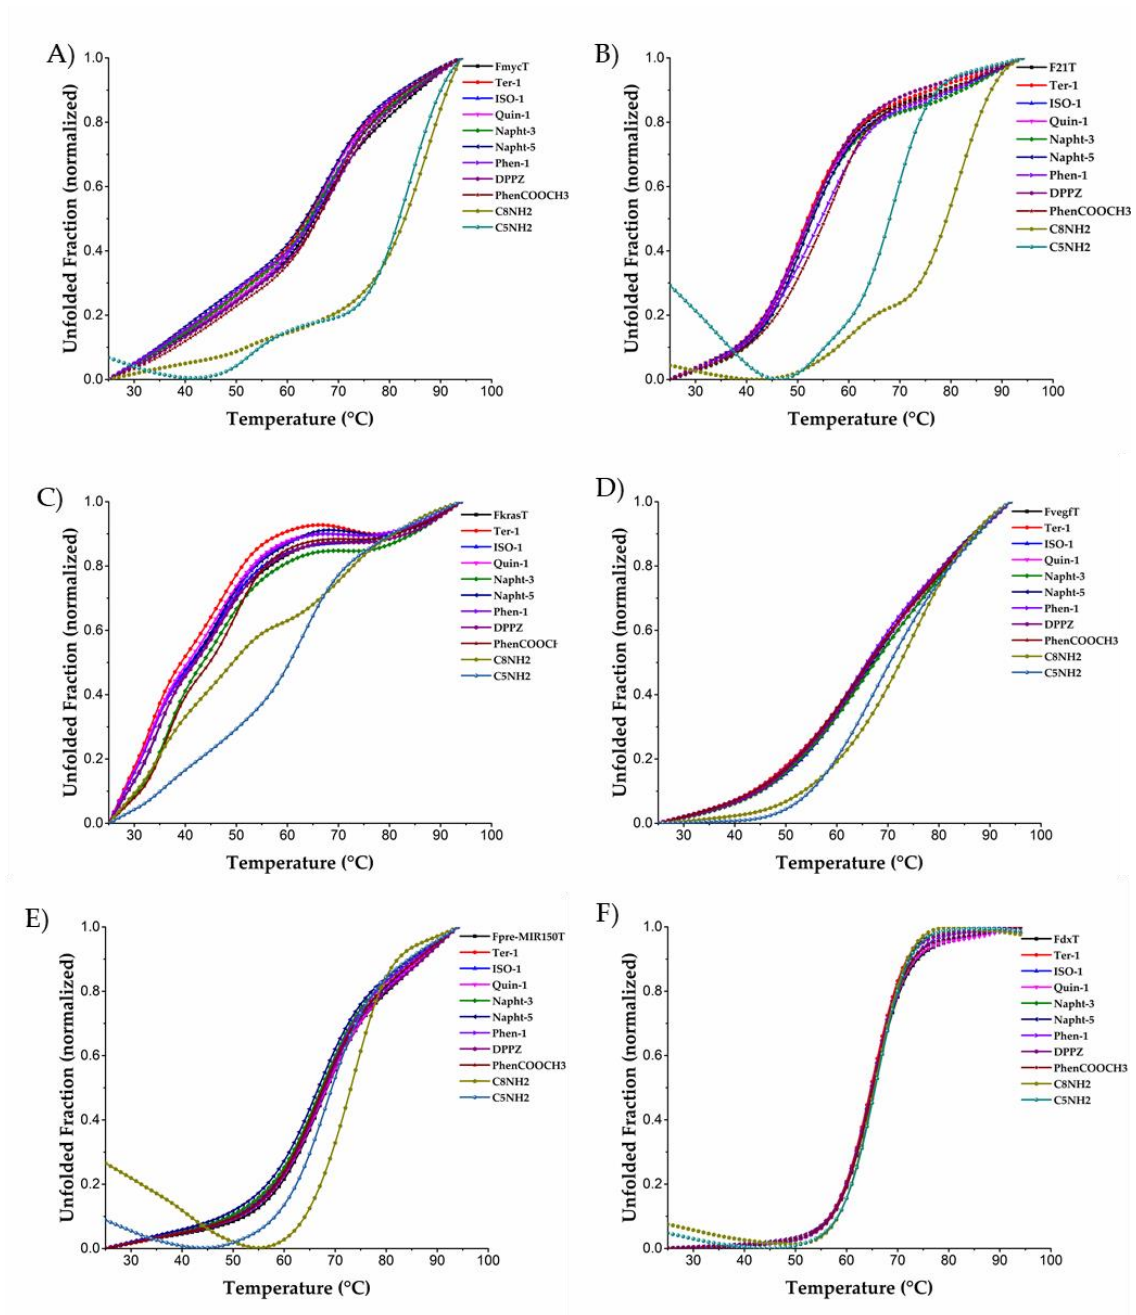 A)
Unfolded Fraction (normalized)
1.0
0.8
0.6
0.4
0.2
0.0
30 40 50 60 70 80 90 100
Temperature (°C)
FmycT
Ter-1
ISO-1
Quin-1
Napht-3
Napht-5
Phen-1
DPPZ
PhenCOOCH3
C8NH2
C5NH2
B)
Unfolded Fraction (normalized)
1.0
0.8
0.6
0.4
0.2
0.0
30 40 50 60 70 80 90 100
Temperature (°C)
F21T
Ter-1
ISO-1
Quin-1
Napht-3
Napht-5
Phen-1
DPPZ
PhenCOOCH3
C8NH2
C5NH2
C)
Unfolded Fraction (normalized)
1.0
0.8
0.6
0.4
0.2
0.0
30 40 50 60 70 80 90 100
Temperature (°C)
FkrasT
Ter-1
ISO-1
Quin-1
Napht-3
Napht-5
Phen-1
DPPZ
PhenCOOCH
C8NH2
C5NH2
D)
Unfolded Fraction (normalized)
1.0
0.8
0.6
0.4
0.2
0.0
30 40 50 60 70 80 90 100
Temperature (°C)
FvegfT
Ter-1
ISO-1
Quin-1
Napht-3
Napht-5
Phen-1
DPPZ
PhenCOOCH3
C8NH2
C5NH2
E)
Unfolded Fraction (normalized)
1.0
0.8
0.6
0.4
0.2
0.0
30 40 50 60 70 80 90 100
Temperature (°C)
Fpre-MIR150T
Ter-1
ISO-1
Quin-1
Napht-3
Napht-5
Phen-1
DPPZ
PhenCOOCH3
C8NH2
C5NH2
F)
Unfolded Fraction (normalized)
1.0
0.8
0.6
0.4
0.2
0.0
30 40 50 60 70 80 90 100
Temperature (°C)
FdxT
Ter-1
ISO-1
Quin-1
Napht-3
Napht-5
Phen-1
DPPZ
PhenCOOCH3
C8NH2
C5NH2